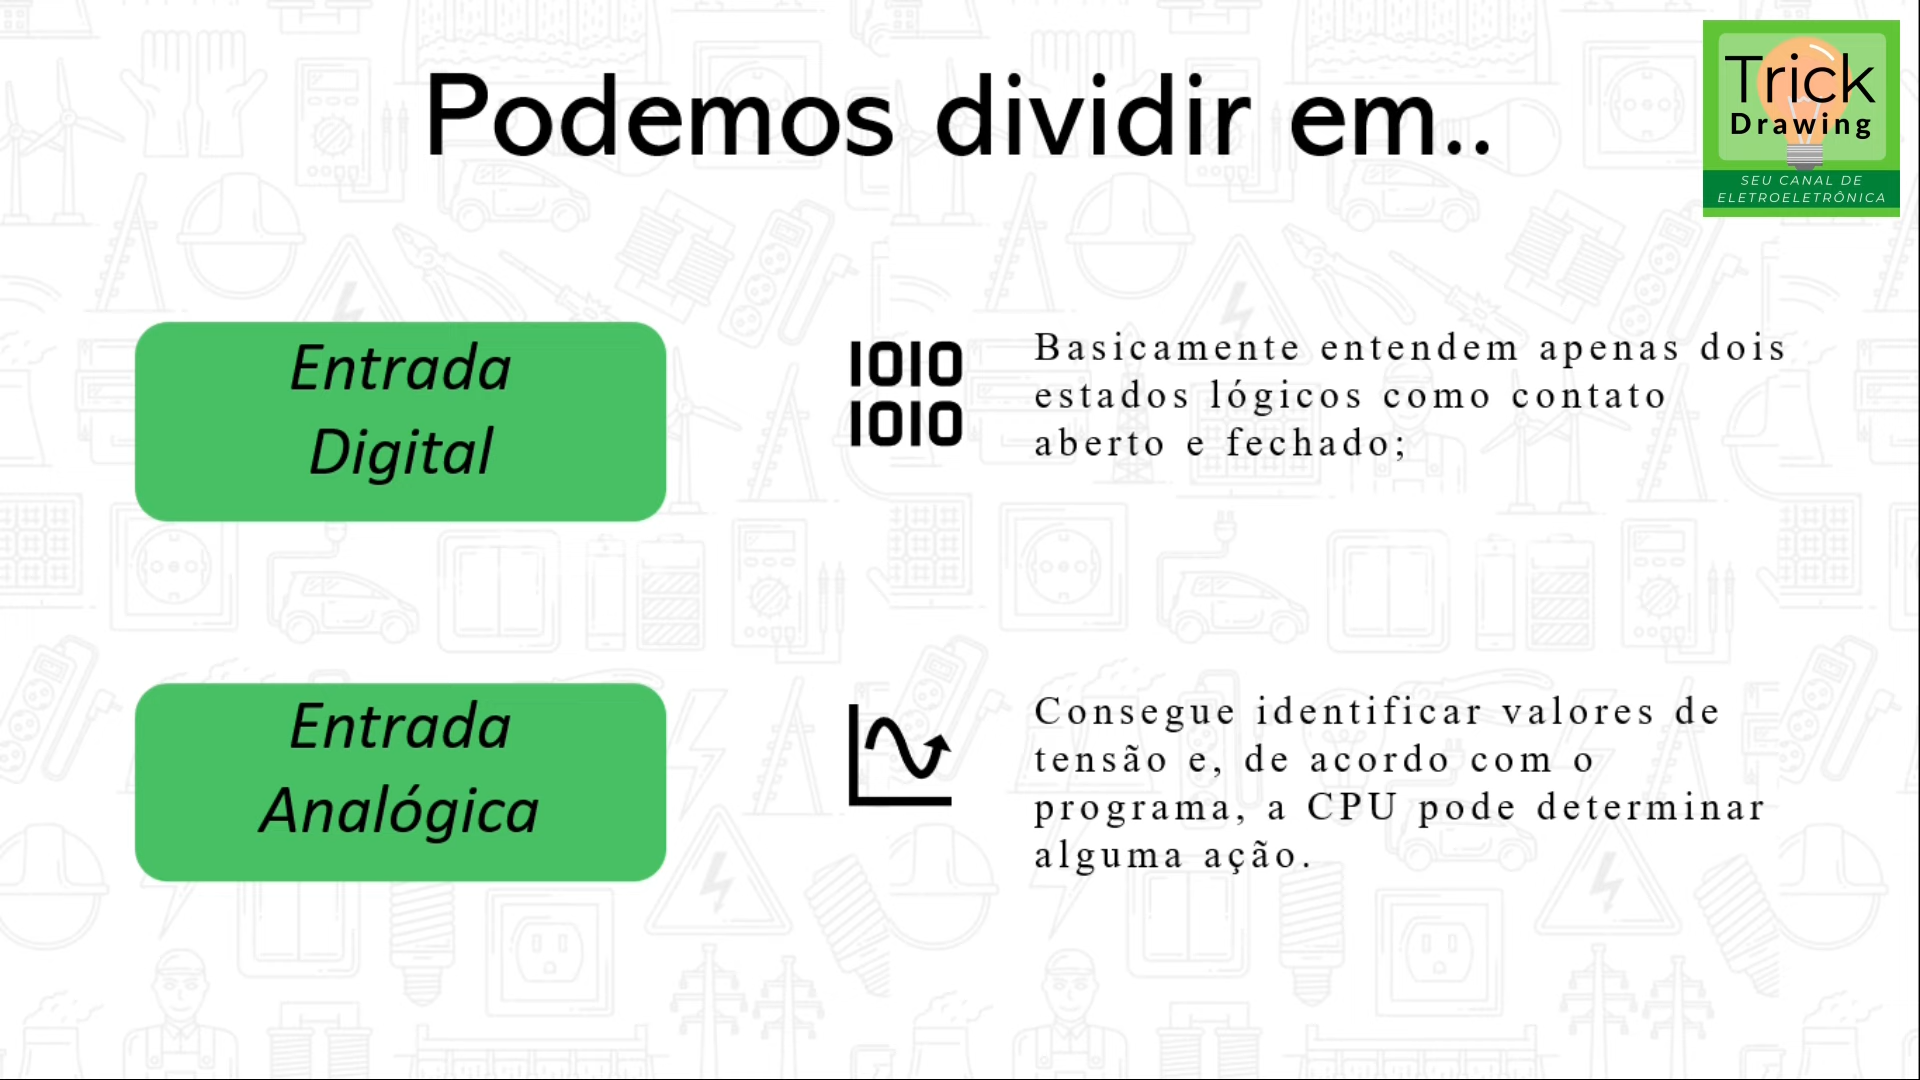 Podemos dividir em..
Trick
Drawing
SEU CANAL DE
ELETROELETRÔNICA
Entrada
Digital
1010
1010
Basicamente entendem apenas dois
estados lógicos como contato
aberto e fechado;
Entrada
Analógica
Consegue identificar valores de
tensão e, de acordo com o
programa, a CPU pode determinar
alguma ação.